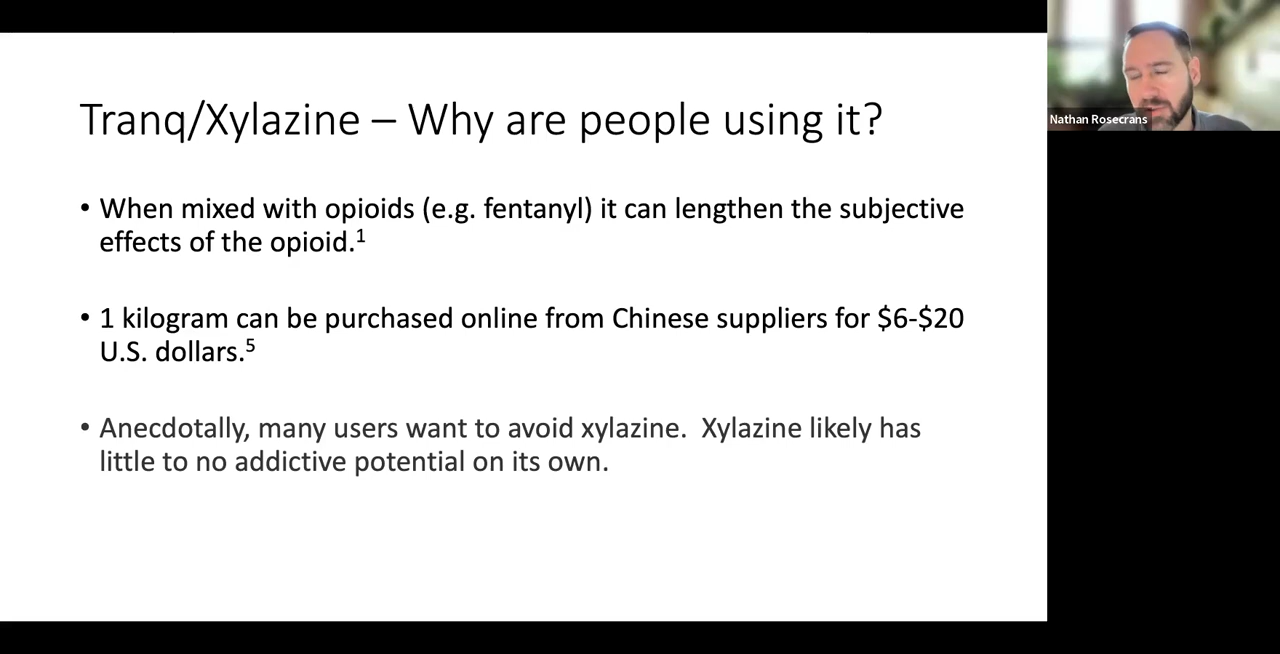 Tranq/Xylazine – Why are people using it?
• When mixed with opioids (e.g. fentanyl) it can lengthen the subjective
effects of the opioid.1
• 1 kilogram can be purchased online from Chinese suppliers for $6-$20
U.S. dollars.5
• Anecdotally, many users want to avoid xylazine.  Xylazine likely has
little to no addictive potential on its own.
Nathan Rosecrans